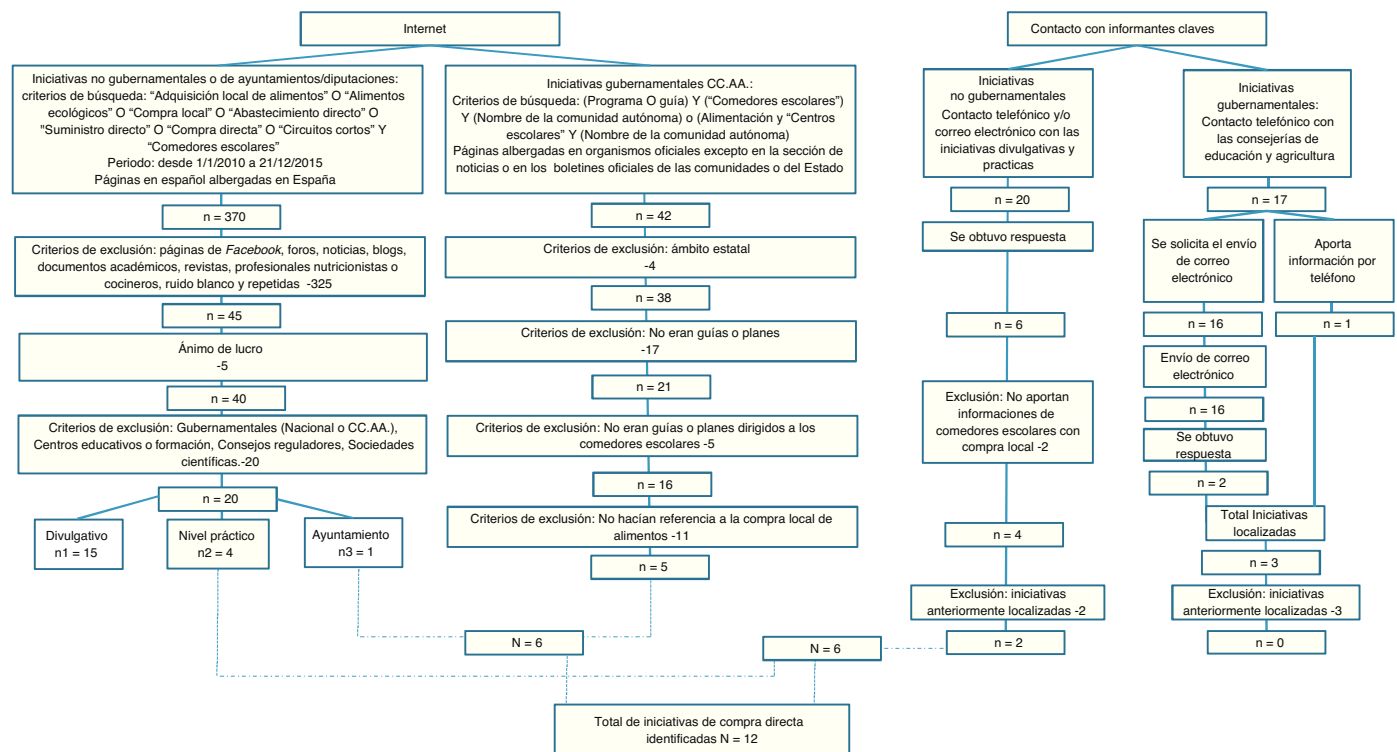 Internet
Iniciativas no gubernamentales o de ayuntamientos/diputaciones:
criterios de búsqueda: “Adquisición local de alimentos” O “Alimentos
ecológicos” O “Compra local” O “Abastecimiento directo” O
"Suministro directo” O “Compra directa” O “Circuitos cortos” Y
“Comedores escolares”
Periodo: desde 1/1/2010 a 21/12/2015
Páginas en español albergadas en España
n = 370
Criterios de exclusión: páginas de Facebook, foros, noticias, blogs,
documentos académicos, revistas, profesionales nutricionistas o
cocineros, ruido blanco y repetidas -325
n = 45
Ánimo de lucro
-5
n = 40
Criterios de exclusión: Gubernamentales (Nacional o CC.AA.),
Centros educativos o formación, Consejos reguladores, Sociedades
científicas.-20
n = 20
Divulgativo
n1 = 15
Nivel práctico
n2 = 4
Ayuntamiento
n3 = 1
Iniciativas gubernamentales CC.AA.:
Criterios de búsqueda: (Programa O guía) Y (“Comedores escolares”)
Y (Nombre de la comunidad autónoma) o (Alimentación y “Centros
escolares” Y (Nombre de la comunidad autónoma)
Páginas albergadas en organismos oficiales excepto en la sección de
noticias o en los boletines oficiales de las comunidades o del Estado
n = 42
Criterios de exclusión: ámbito estatal
-4
n = 38
Criterios de exclusión: No eran guías o planes
-17
n = 21
Criterios de exclusión: No eran guías o planes dirigidos a los
comedores escolares -5
n = 16
Criterios de exclusión: No hacían referencia a la compra local de
alimentos -11
n = 5
Contacto con informantes claves
Iniciativas
no gubernamentales
Contacto telefónico y/o
correo electrónico con las
iniciativas divulgativas y
practicas
n = 20
Se obtuvo respuesta
n = 6
Exclusión: No aportan
informaciones de
comedores escolares con
compra local -2
n = 4
Exclusión: iniciativas
anteriormente localizadas -2
n = 2
Iniciativas
gubernamentales:
Contacto telefónico con
las consejerías de
educación y agricultura
n = 17
Se solicita el envío
de correo
electrónico
n = 16
Envío de correo
electrónico
n = 16
Se obtuvo
respuesta
n = 2
Aporta
información por
teléfono
n = 1
Total Iniciativas
localizadas
n = 3
Exclusión: iniciativas
anteriormente localizadas -3
n = 0
N = 6
N = 6
Total de iniciativas de compra directa
identificadas N = 12